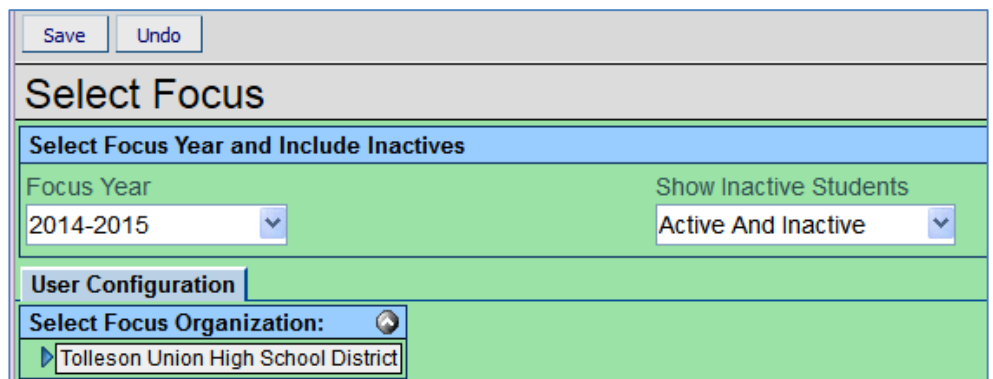 Save Undo
Select Focus
Select Focus Year and Include Inactives
Focus Year Show Inactive Students
2014-2015 Active And Inactive
User Configuration
Select Focus Organization:
Tolleson Union High School District